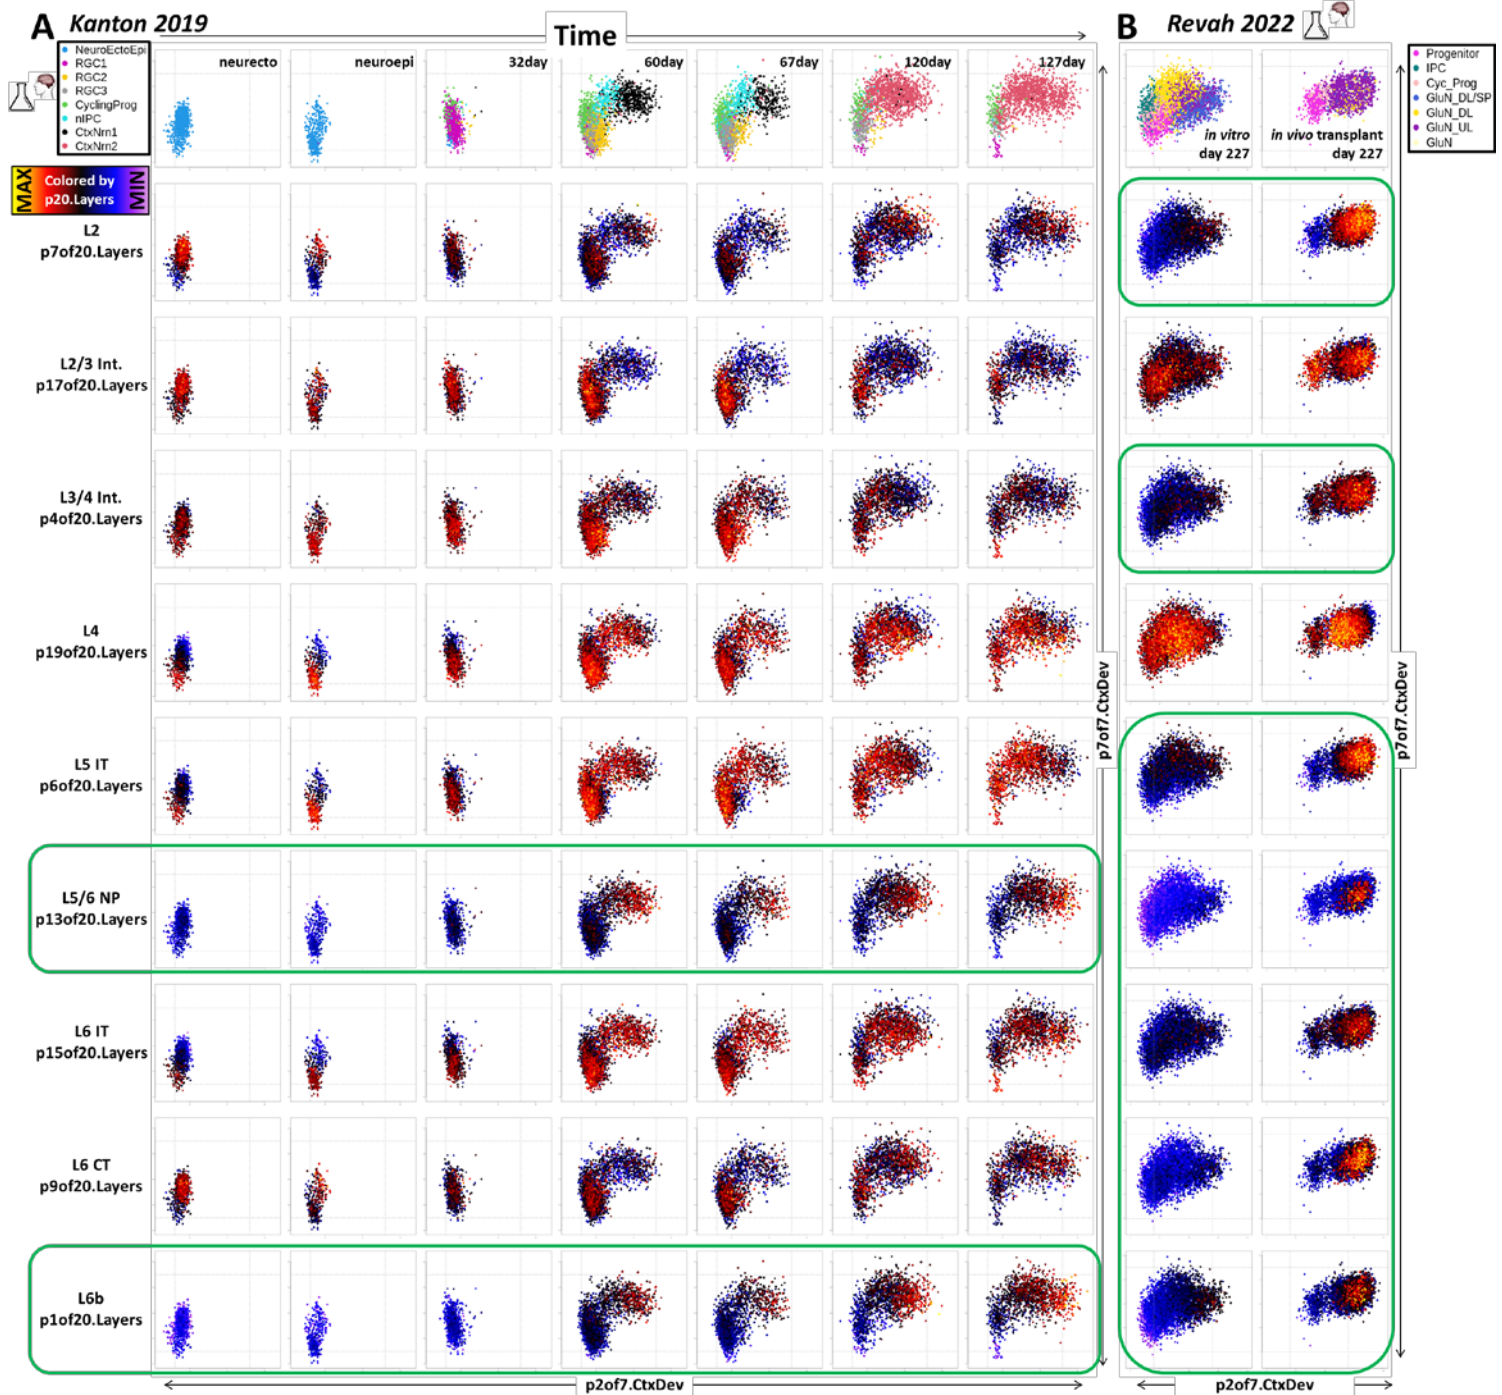 A Kanton 2019
Time
B Revah 2022
NeuroEctoEpi
RGC1
RGC2
RGC3
CyclingProg
nIPC
CtxNrn1
CtxNrn2
neurecto
neuroepi
32day
60day
67day
120day
127day
in vitro
day 227
in vivo transplant
day 227
Progenitor
IPC
Cyc_Prog
GluN_DL/SP
GluN_DL
GluN_UL
GluN
MAX
Colored by
p20.Layers
MIN
L2
p7of20.Layers
L2/3 Int.
p17of20.Layers
L3/4 Int.
p4of20.Layers
L4
p19of20.Layers
L5 IT
p6of20.Layers
L5/6 NP
p13of20.Layers
L6 IT
p15of20.Layers
L6 CT
p9of20.Layers
L6b
p1of20.Layers
p7of7.CtxDev
p7of7.CtxDev
p2of7.CtxDev
p2of7.CtxDev